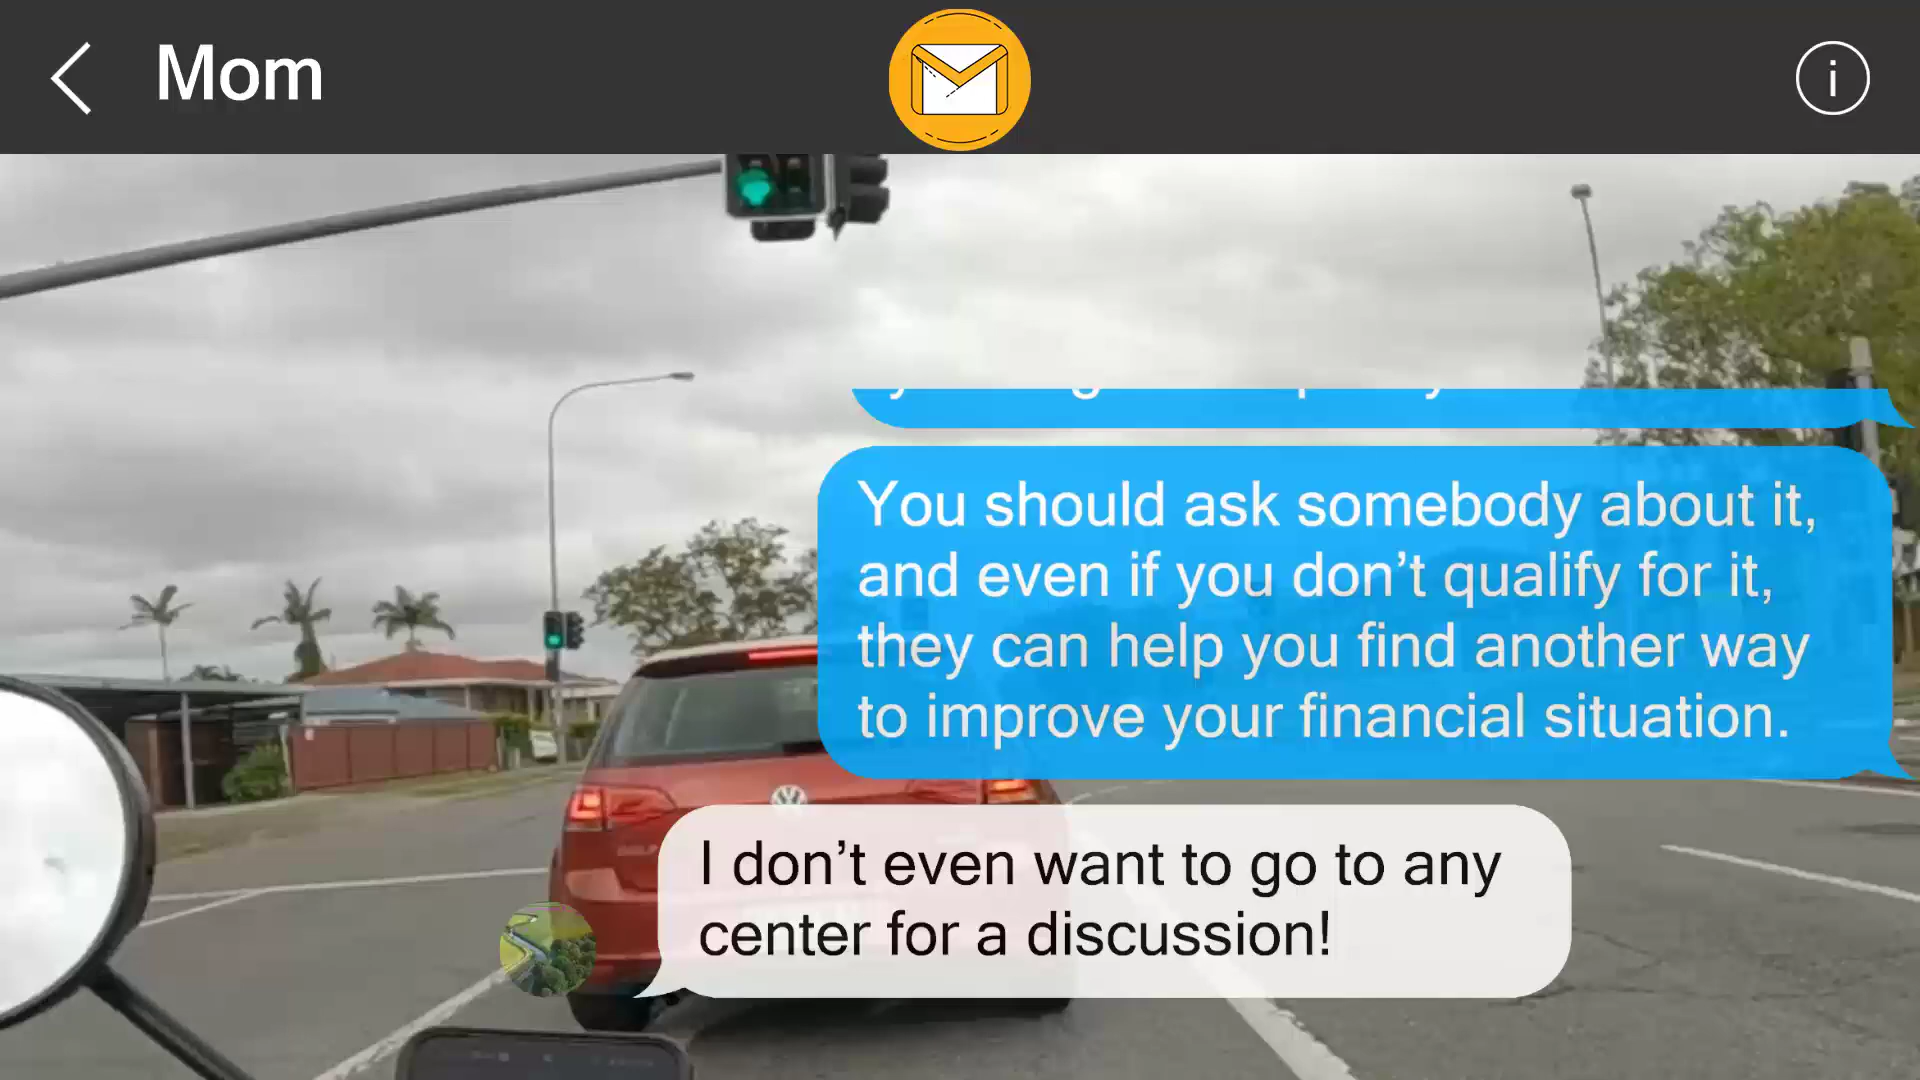 Mom
You should ask somebody about it,
and even if you don’t qualify for it,
they can help you find another way
to improve your financial situation.
I don’t even want to go to any
center for a discussion!